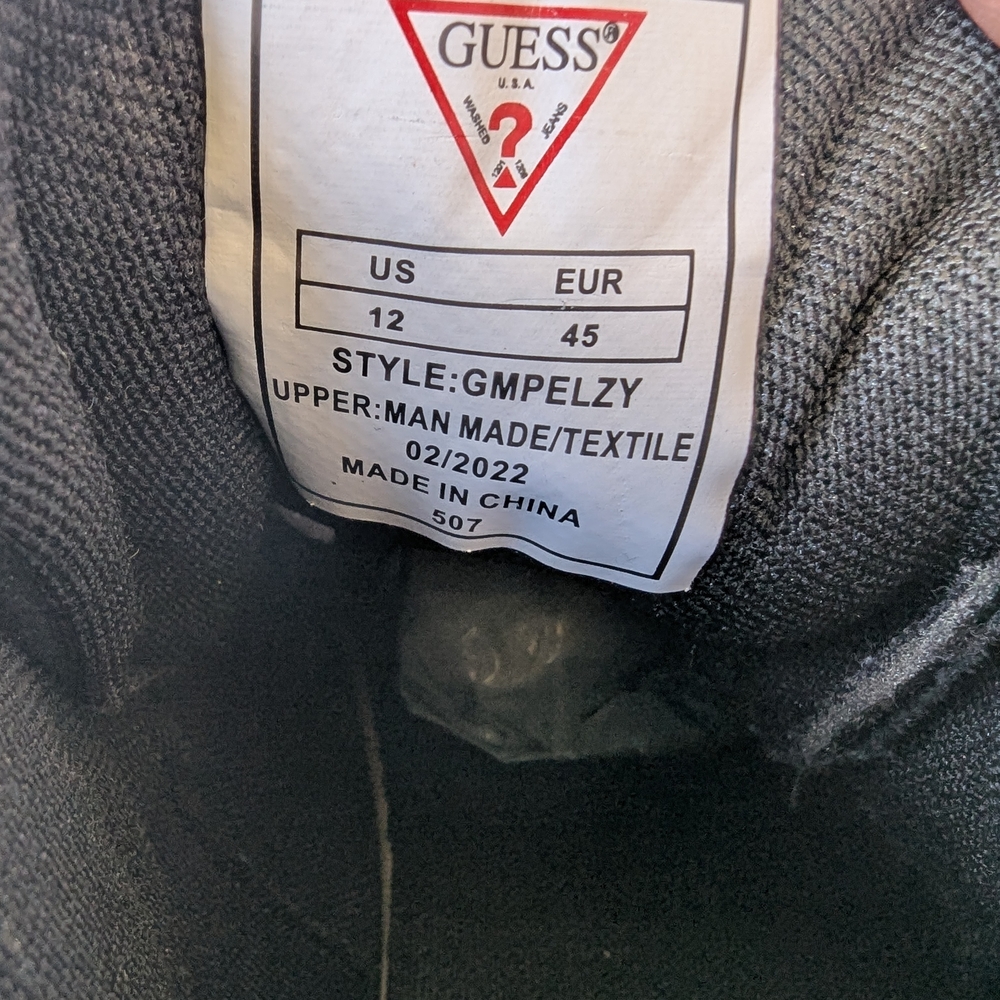 GUESS®
U.S.A.
WASHED ? JEANS
US EUR
12 45
STYLE:GMPELZY
UPPER:MAN MADE/TEXTILE
02/2022
MADE IN CHINA
507